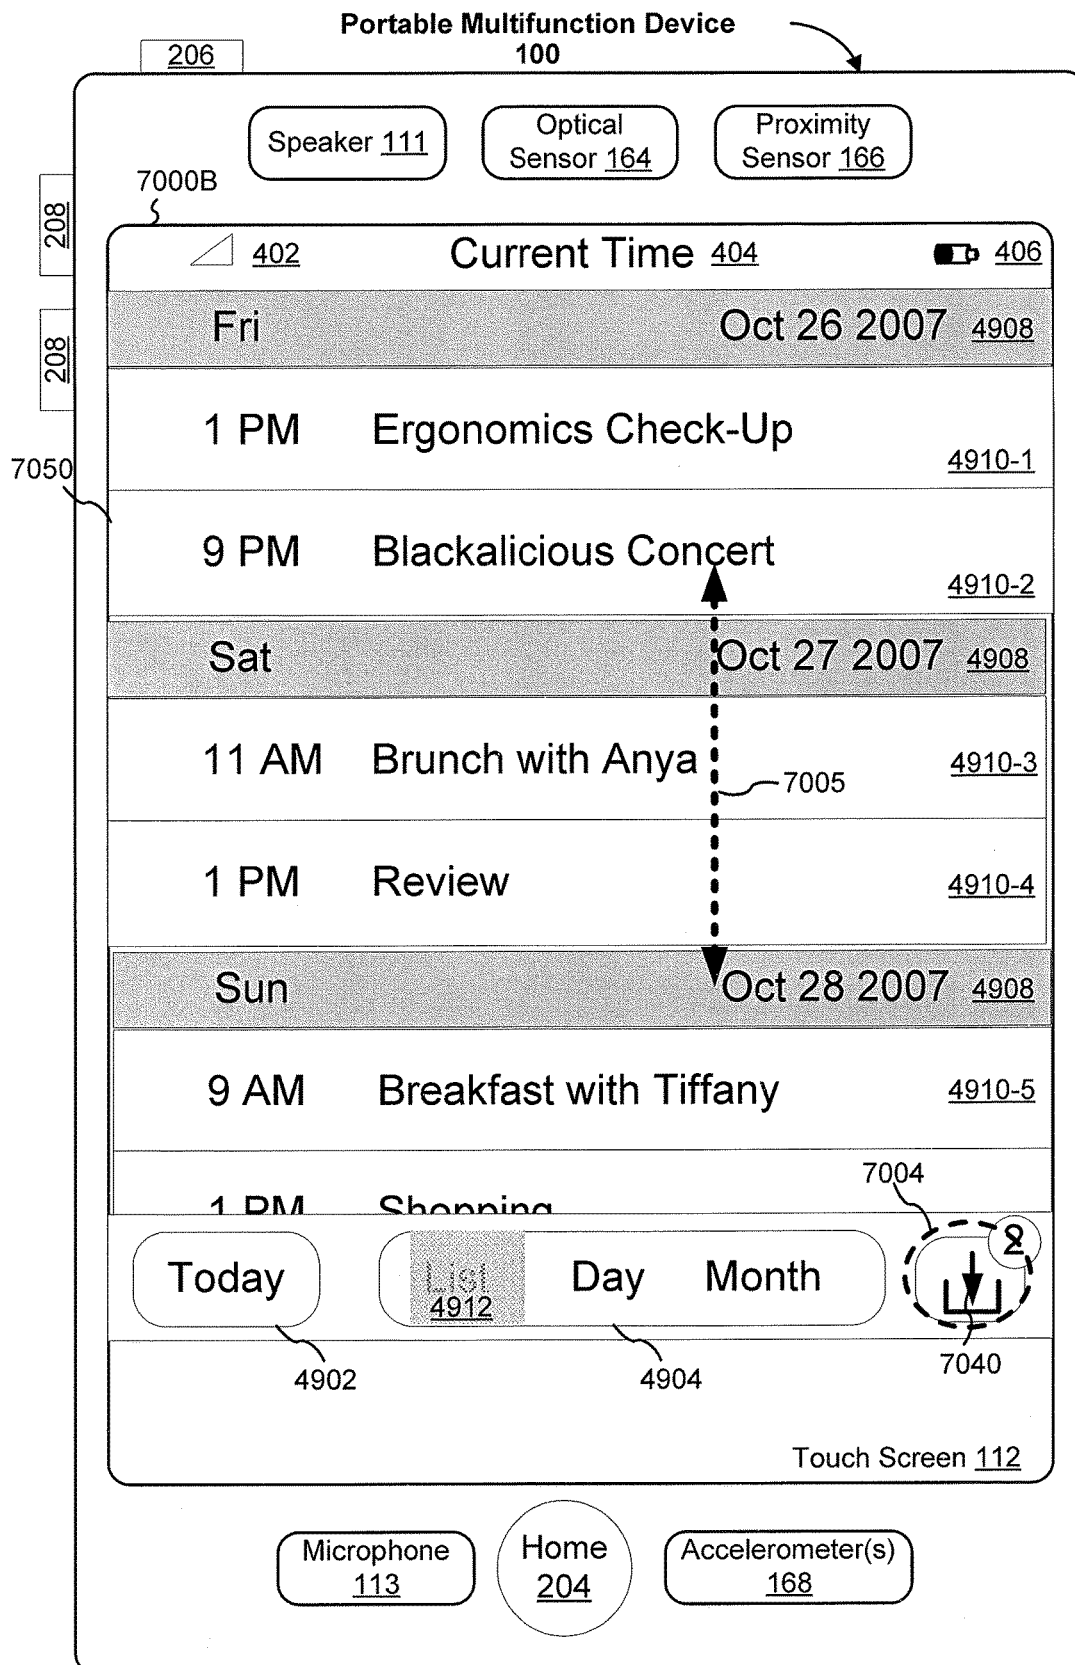 Portable Multifunction Device
100
206
Speaker 111
Optical
Sensor 164
Proximity
Sensor 166
7000B
208
208
402
Current Time 404
406
Fri Oct 26 2007 4908
1 PM Ergonomics Check-Up
4910-1
7050
9 PM Blackalicious Concert
4910-2
Sat Oct 27 2007 4908
11 AM Brunch with Anya
4910-3
7005
1 PM Review
4910-4
Sun Oct 28 2007 4908
9 AM Breakfast with Tiffany
4910-5
7004
1 PM Shopping
2
Today
List
4912
Day
Month
4902
4904
7040
Touch Screen 112
Microphone
113
Home
204
Accelerometer(s)
168